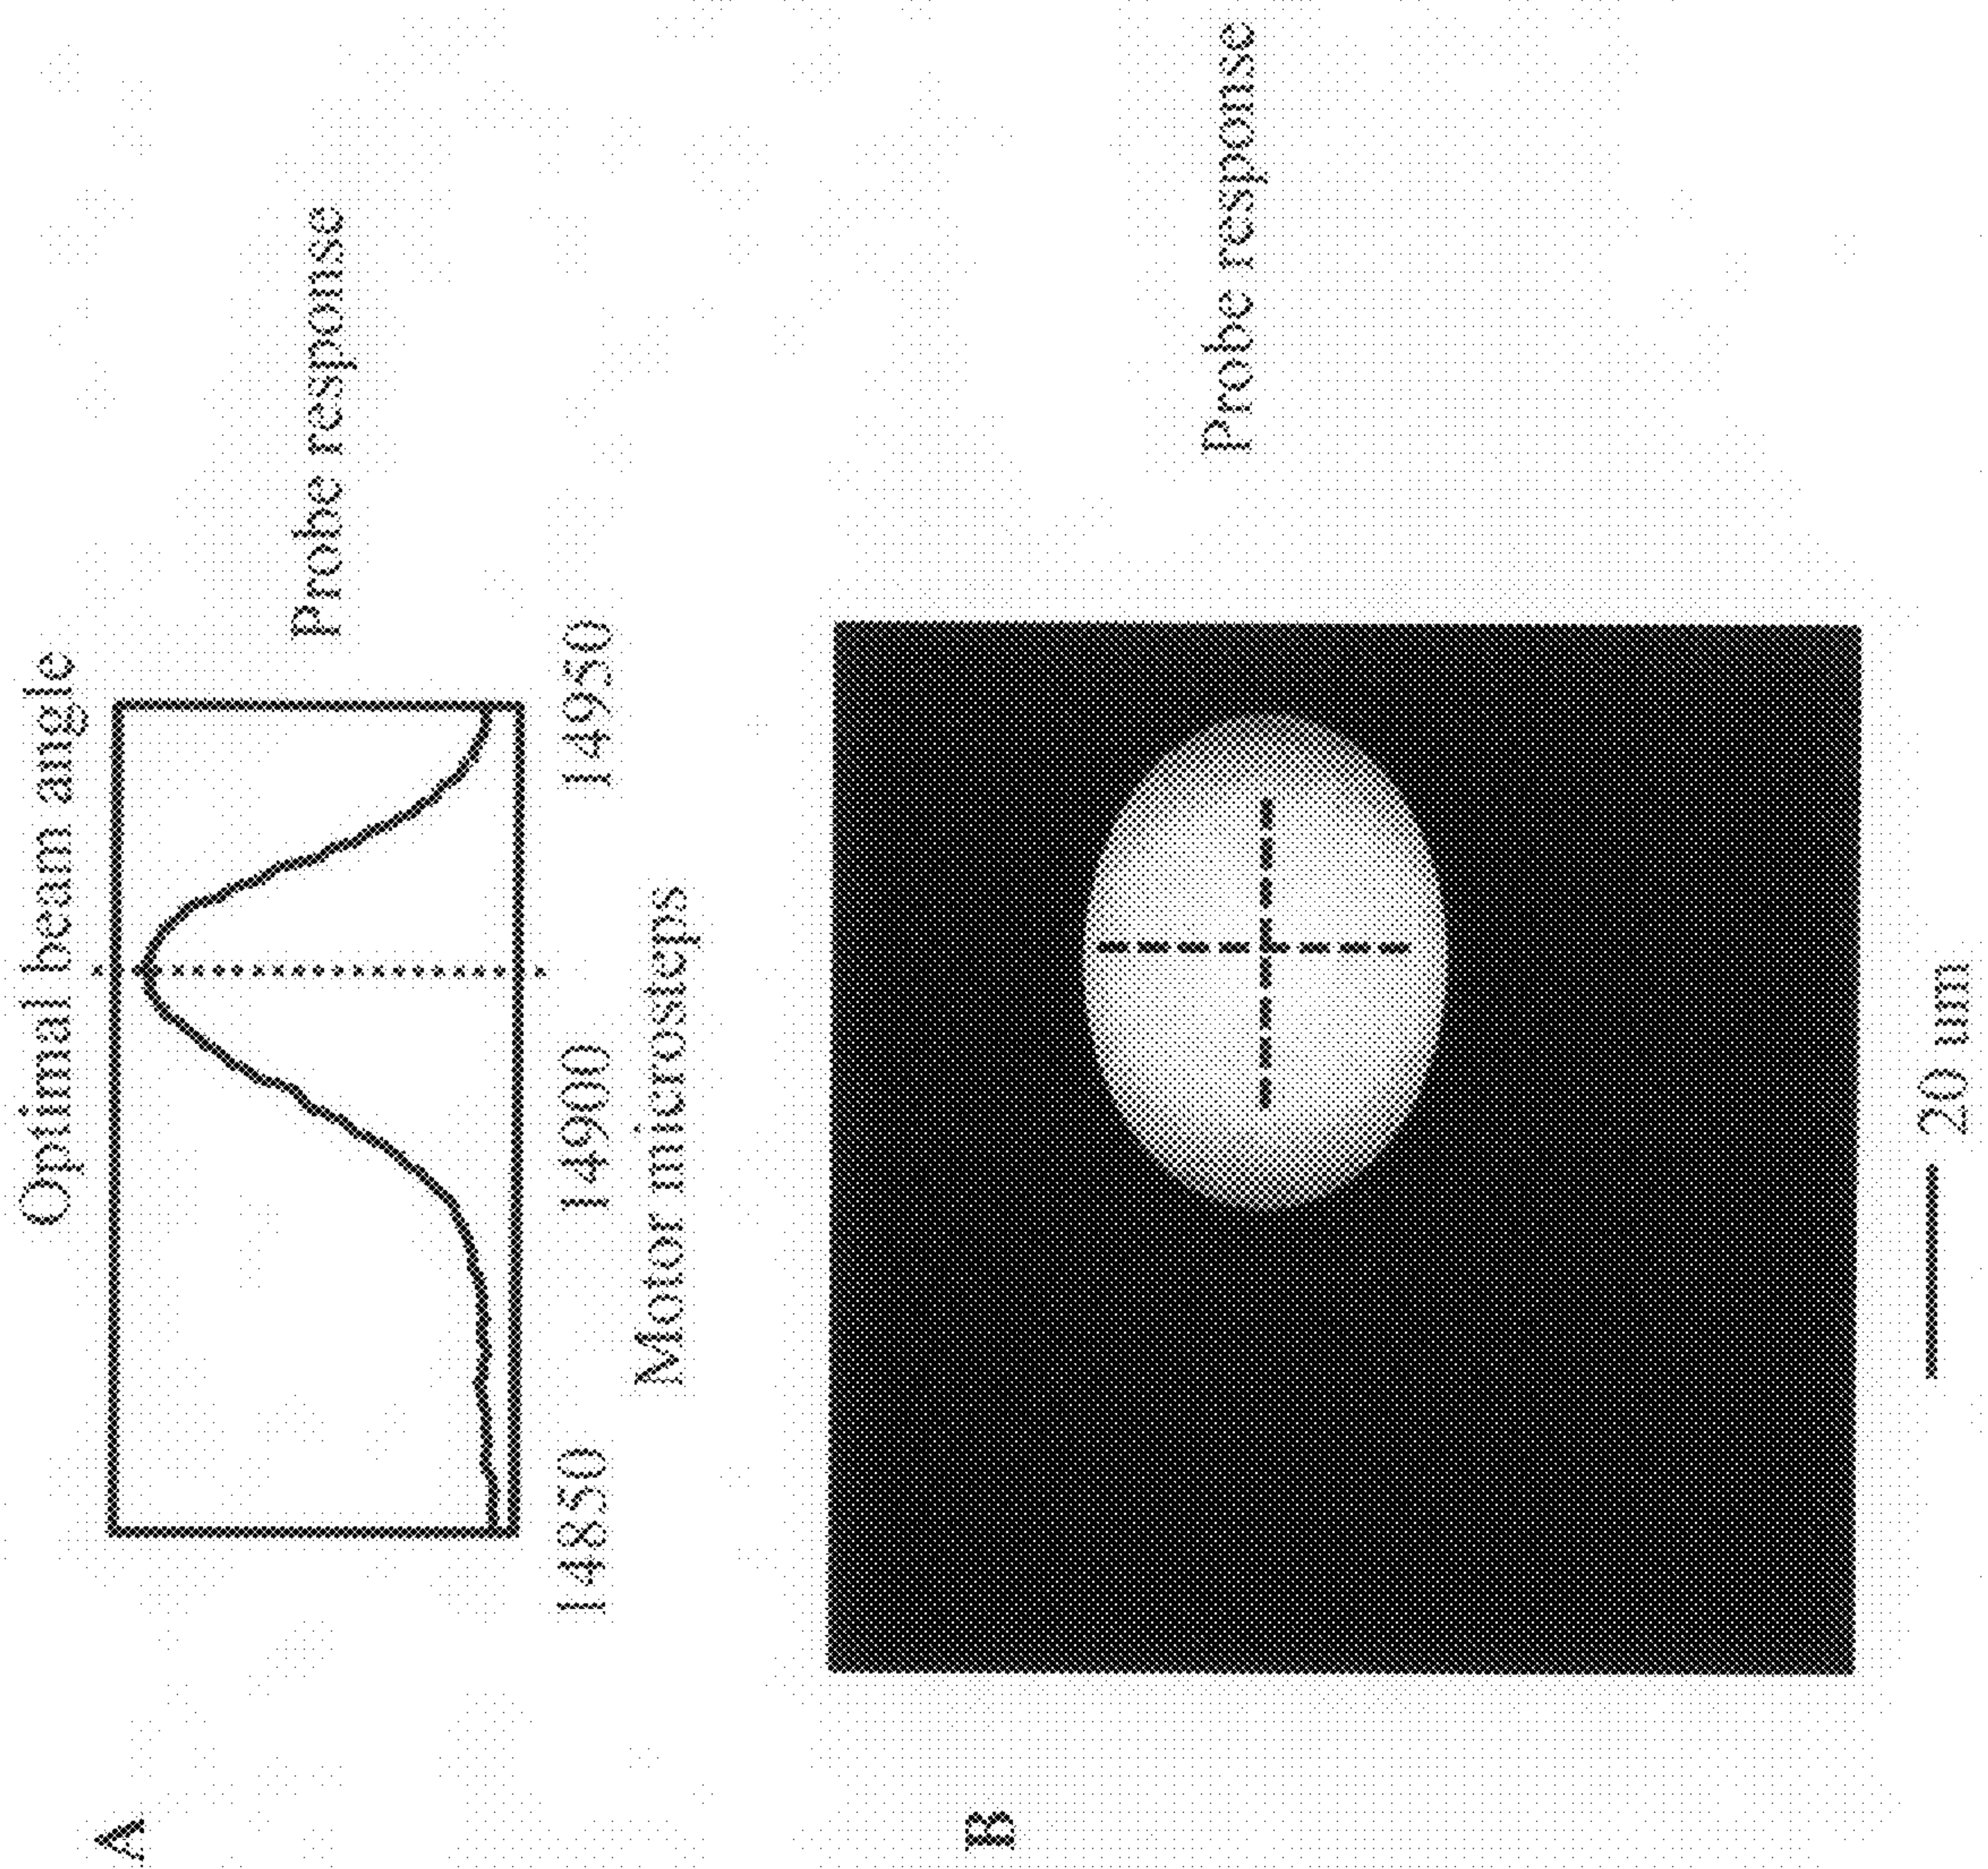 A
Optimal beam angle
Probe response
14850 14900 14950
Motor microsteps
B
Probe response
20 um